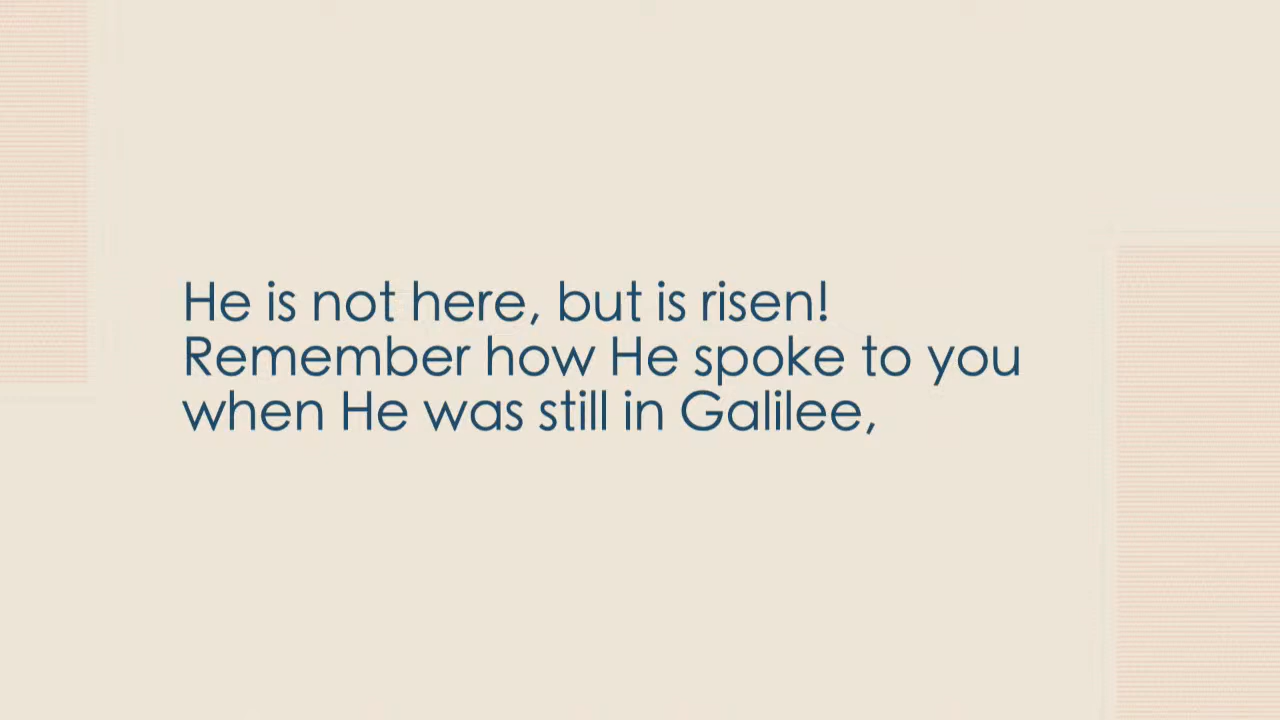 He is not here, but is risen!
Remember how He spoke to you
when He was still in Galilee,